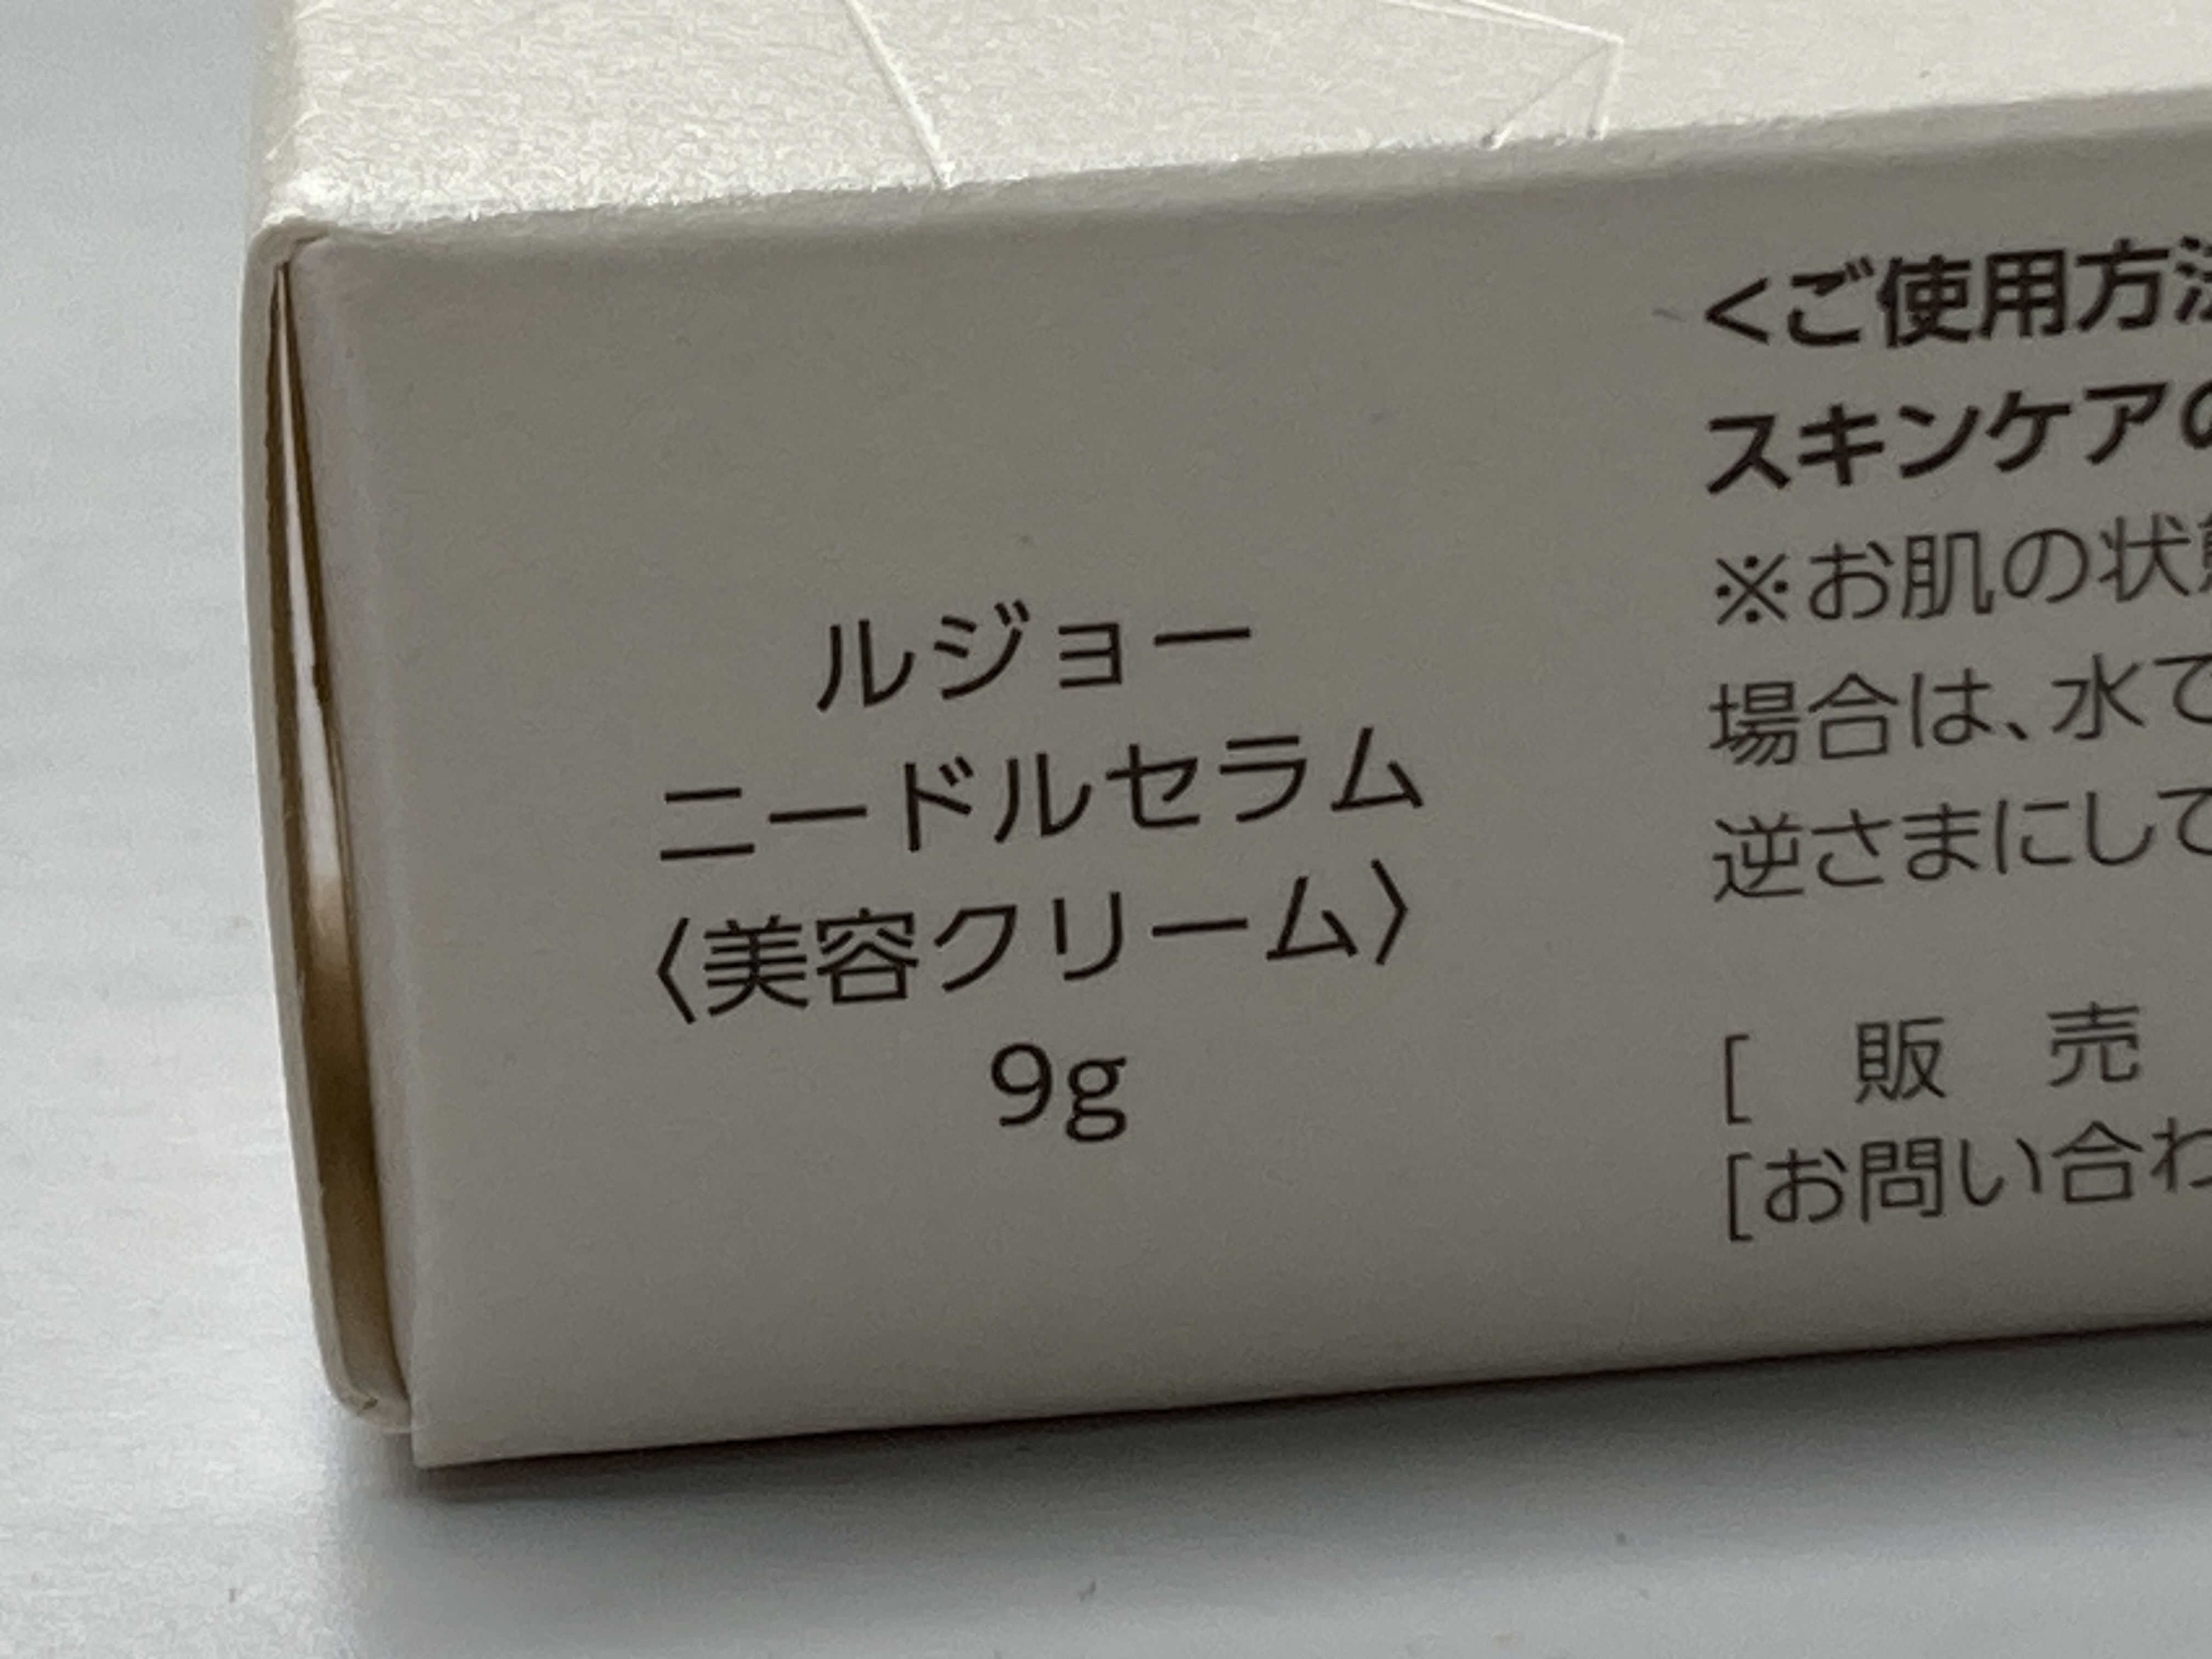 ルジョー
ニードルセラム
〈美容クリーム〉
9g
<ご使用方法
スキンケアの
※お肌の状態
場合は、水で
逆さまにして
[　販　売
[お問い合わ